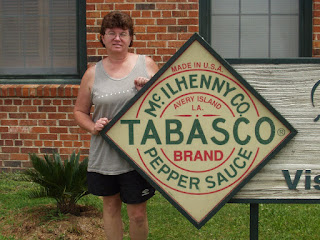 MADE IN U.S.A.
McILHENNY CO.
AVERY ISLAND
LA.
TABASCO®
BRAND
PEPPER SAUCE
Vis